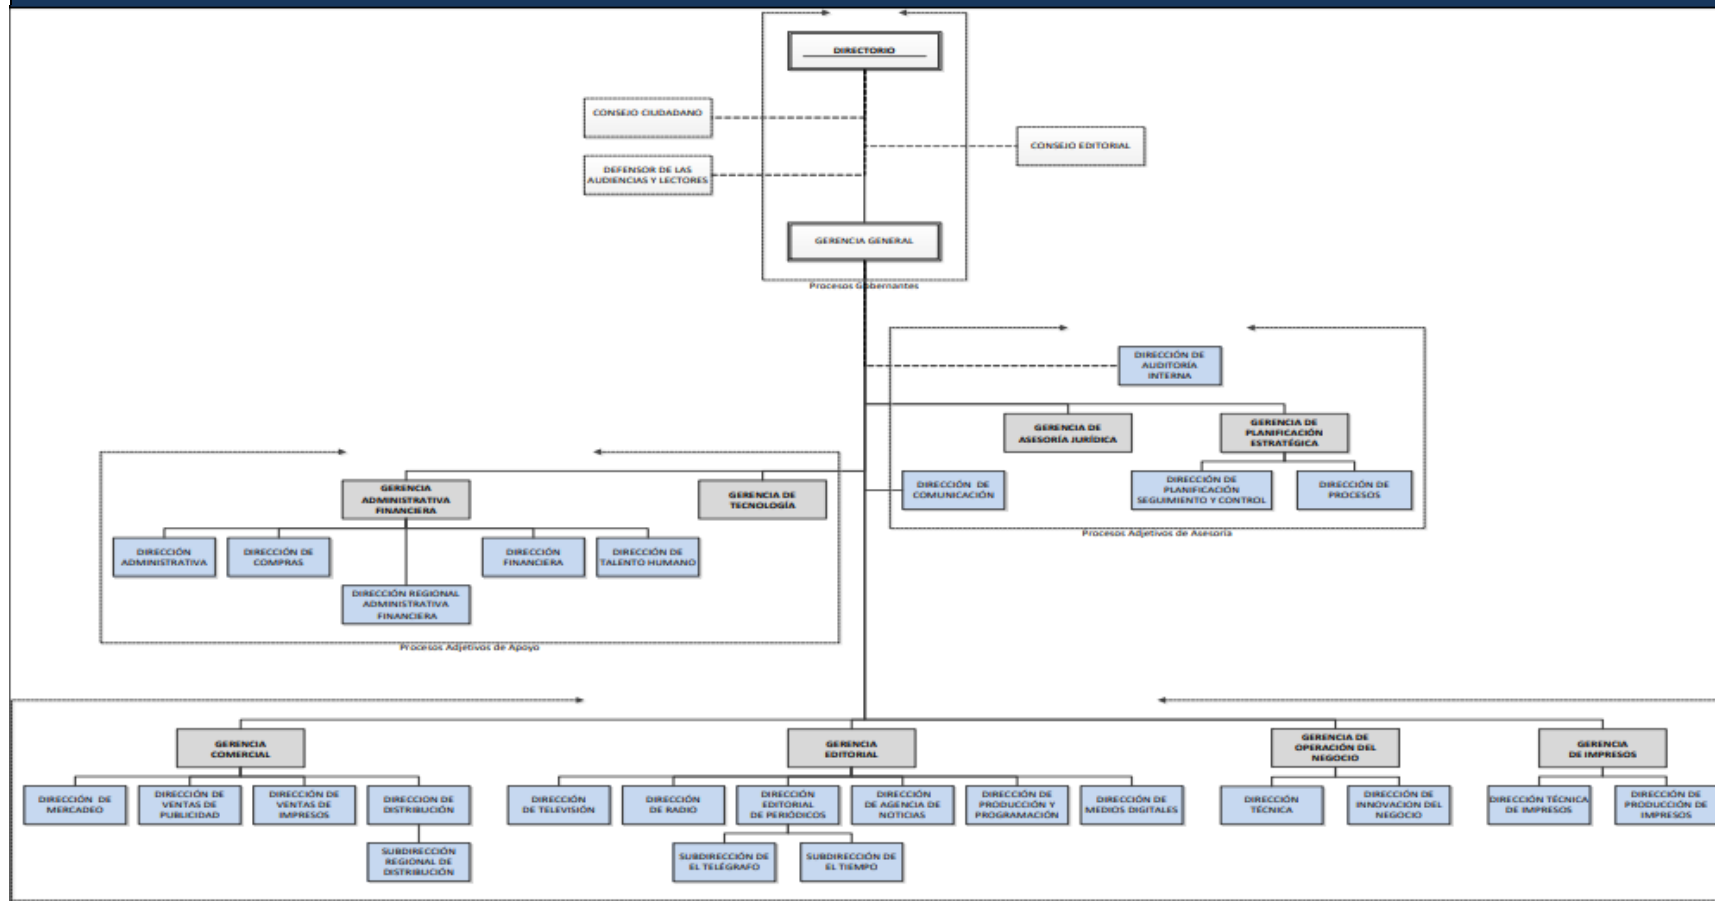 DIRECTORIO
CONSEJO CIUDADANO
CONSEJO EDITORIAL
DEFENSOR DE LAS
AUDIENCIAS Y LECTORES
GERENCIA GENERAL
Procesos Gobernantes
DIRECCIÓN DE
AUDITORÍA
INTERNA
GERENCIA DE
ASESORÍA JURÍDICA
GERENCIA DE
PLANIFICACIÓN
ESTRATÉGICA
DIRECCIÓN DE
COMUNICACIÓN
DIRECCIÓN DE
PLANIFICACIÓN
SEGUIMIENTO Y CONTROL
DIRECCIÓN DE
PROCESOS
Procesos Adjetivos de Asesoría
GERENCIA
ADMINISTRATIVA
FINANCIERA
GERENCIA DE
TECNOLOGÍA
DIRECCIÓN
ADMINISTRATIVA
DIRECCIÓN DE
COMPRAS
DIRECCIÓN
FINANCIERA
DIRECCIÓN DE
TALENTO HUMANO
DIRECCIÓN REGIONAL
ADMINISTRATIVA
FINANCIERA
Procesos Adjetivos de Apoyo
GERENCIA
COMERCIAL
GERENCIA
EDITORIAL
GERENCIA DE
OPERACIÓN DEL
NEGOCIO
GERENCIA
DE IMPRESOS
DIRECCIÓN DE
MERCADEO
DIRECCIÓN DE
VENTAS DE
PUBLICIDAD
DIRECCIÓN DE
VENTAS DE
IMPRESOS
DIRECCION DE
DISTRIBUCIÓN
DIRECCIÓN
DE TELEVISIÓN
DIRECCIÓN
DE RADIO
DIRECCIÓN
EDITORIAL
DE PERIÓDICOS
DIRECCIÓN
DE AGENCIA DE
NOTICIAS
DIRECCIÓN DE
PRODUCCIÓN Y
PROGRAMACIÓN
DIRECCIÓN DE
MEDIOS DIGITALES
DIRECCIÓN
TÉCNICA
DIRECCIÓN DE
INNOVACION DEL
NEGOCIO
DIRECCIÓN TÉCNICA
DE IMPRESOS
DIRECCIÓN DE
PRODUCCIÓN DE
IMPRESOS
SUBDIRECCIÓN
REGIONAL DE
DISTRIBUCIÓN
SUBDIRECCIÓN DE
EL TELÉGRAFO
SUBDIRECCIÓN DE
EL TIEMPO